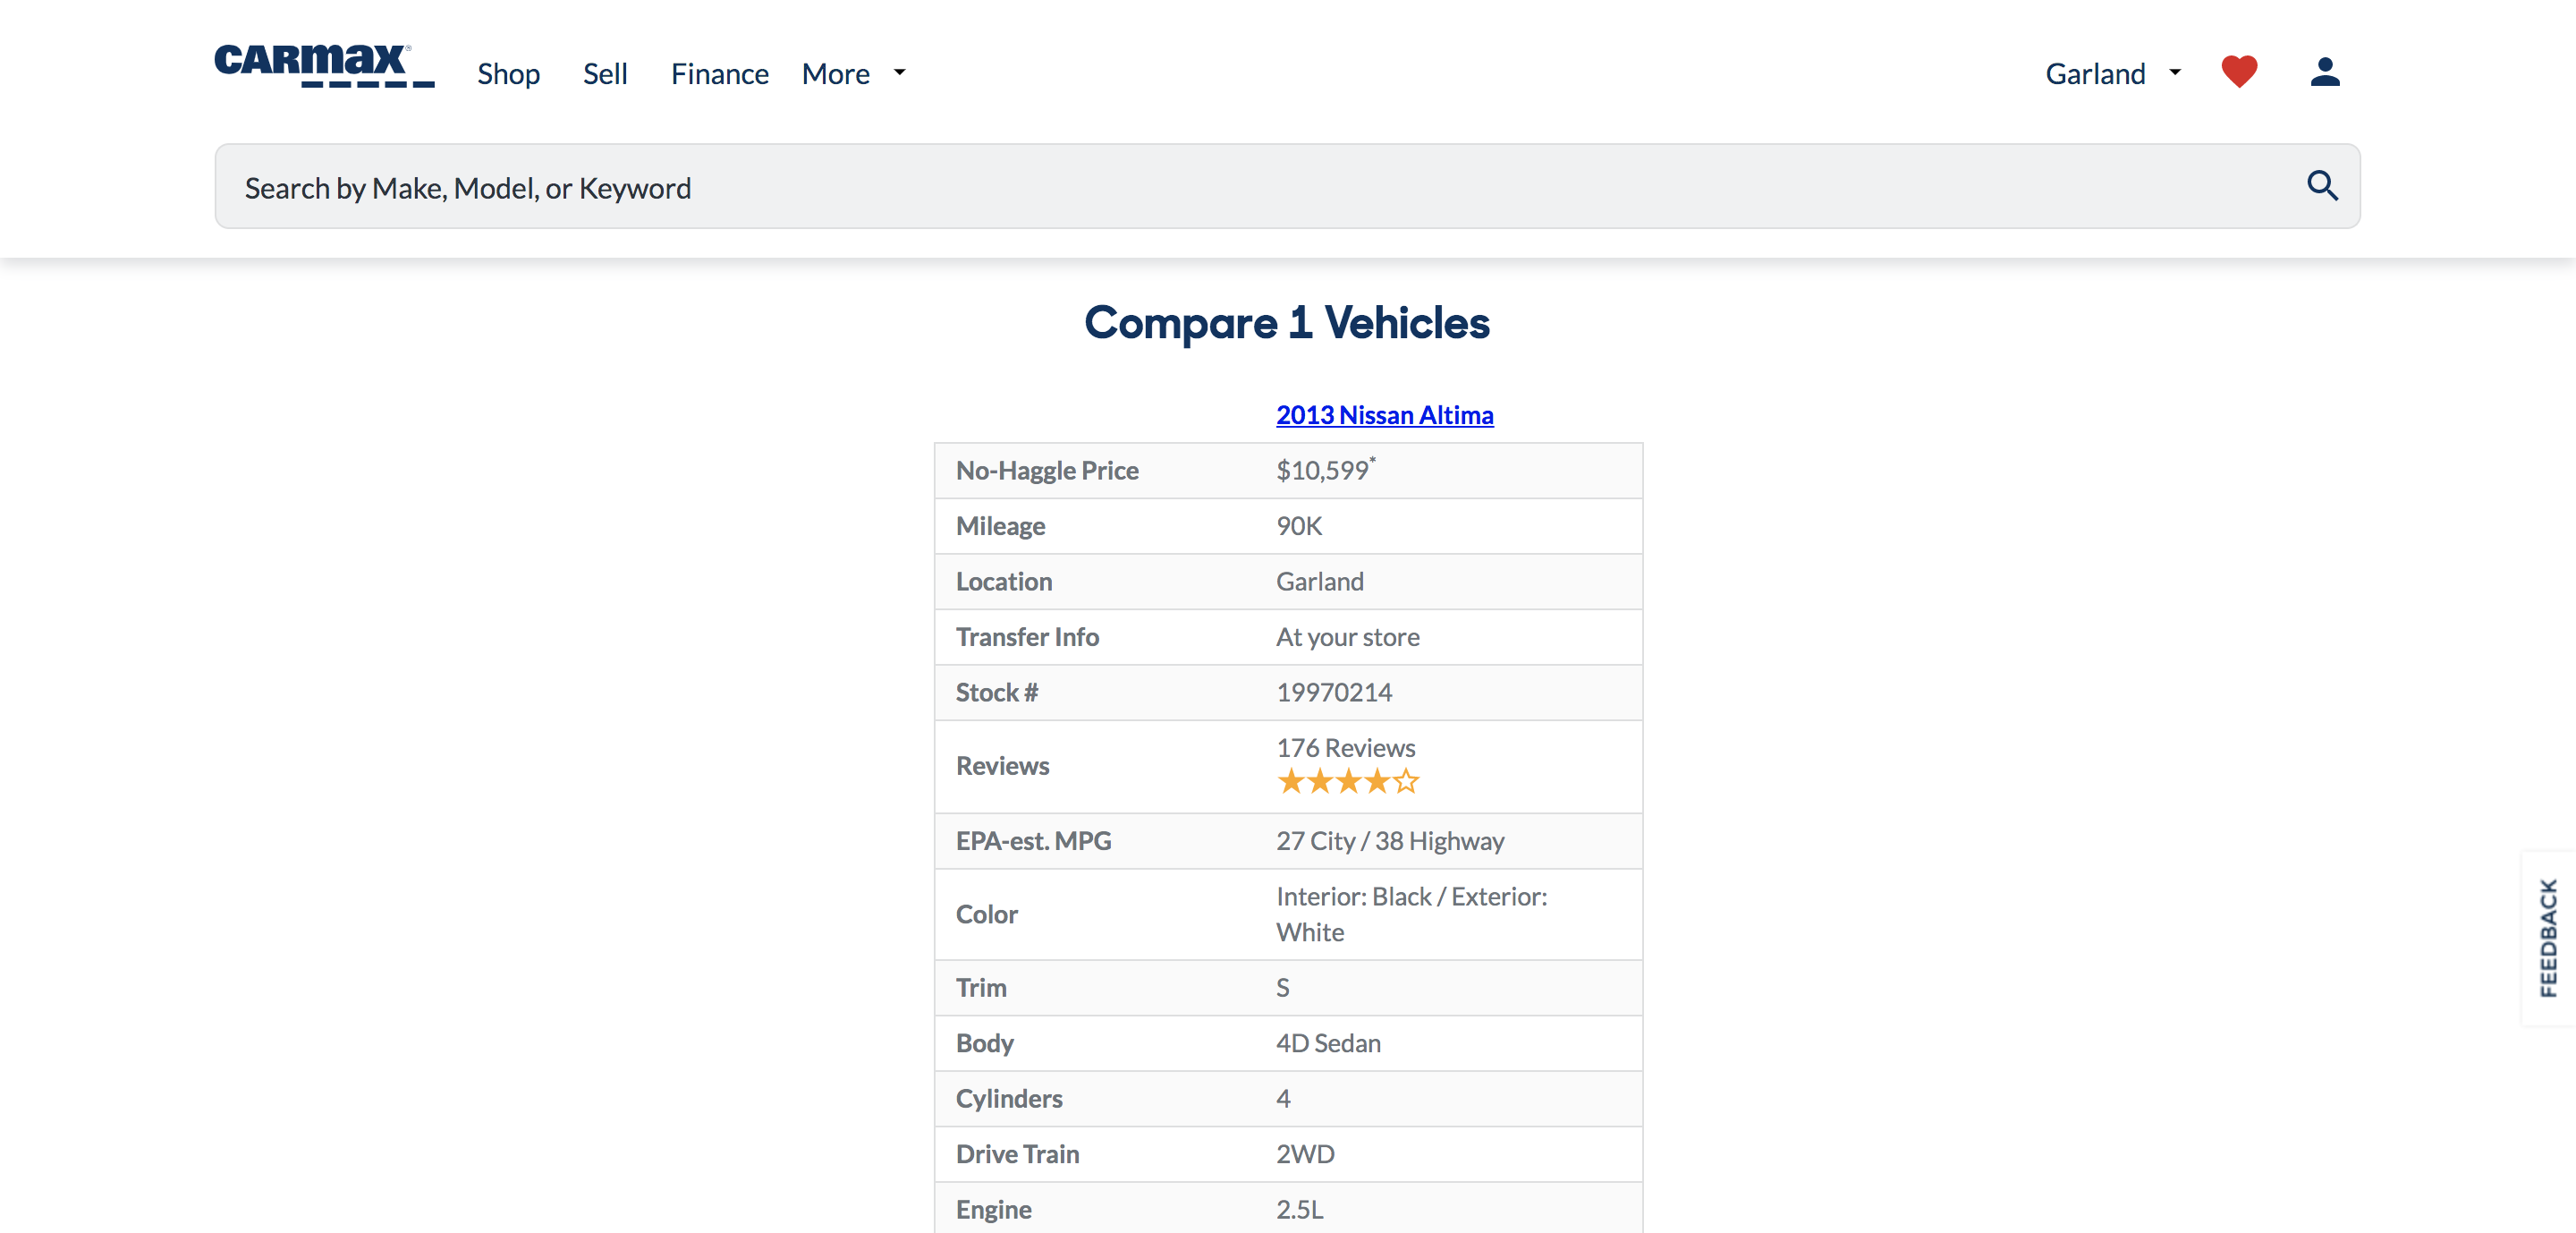 CARMAX®
Shop Sell Finance More
Garland
Search by Make, Model, or Keyword
Compare 1 Vehicles
2013 Nissan Altima
No-Haggle Price $10,599*
Mileage 90K
Location Garland
Transfer Info At your store
Stock # 19970214
Reviews 176 Reviews
EPA-est. MPG 27 City / 38 Highway
Color Interior: Black / Exterior:
White
Trim S
Body 4D Sedan
Cylinders 4
Drive Train 2WD
Engine 2.5L
FEEDBACK